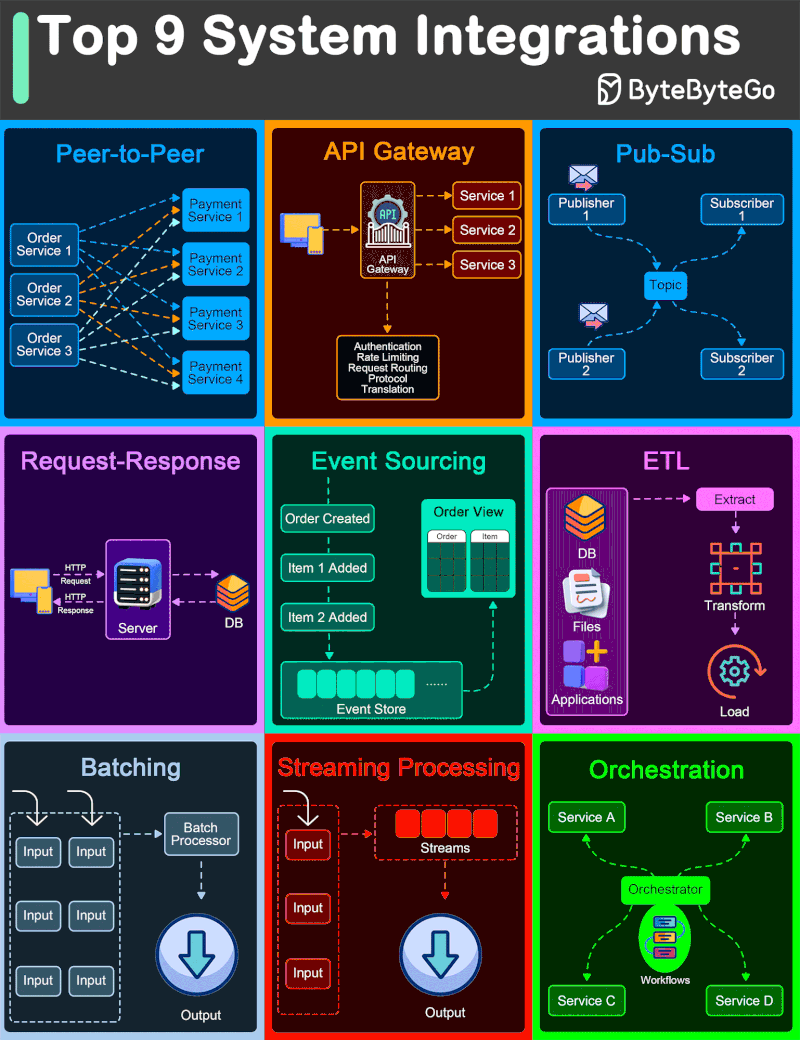 Top 9 System Integrations
ByteByteGo
Peer-to-Peer
Order
Service 1
Order
Service 2
Order
Service 3
Payment
Service 1
Payment
Service 2
Payment
Service 3
Payment
Service 4
API Gateway
API
API
Gateway
Service 1
Service 2
Service 3
Authentication
Rate Limiting
Request Routing
Protocol
Translation
Pub-Sub
Publisher
1
Subscriber
1
Topic
Publisher
2
Subscriber
2
Request-Response
HTTP
Request
HTTP
Response
Server
DB
Event Sourcing
Order Created
Item 1 Added
Item 2 Added
Order View
Order
Item
......
Event Store
ETL
DB
Files
Applications
Extract
Transform
Load
Batching
Input
Input
Input
Input
Input
Input
Batch
Processor
Output
Streaming Processing
Input
Input
Input
Streams
Output
Orchestration
Service A
Service B
Orchestrator
Workflows
Service C
Service D